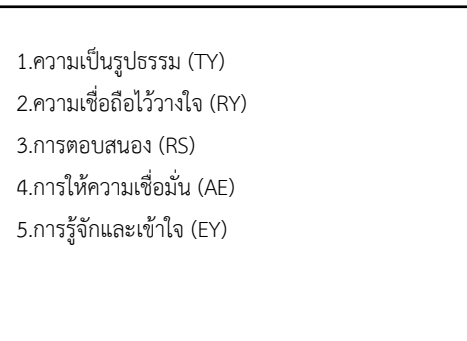 1.ความเป็นรูปธรรม (TY)
2.ความเชื่อถือไว้วางใจ (RY)
3.การตอบสนอง (RS)
4.การให้ความเชื่อมั่น (AE)
5.การรู้จักและเข้าใจ (EY)